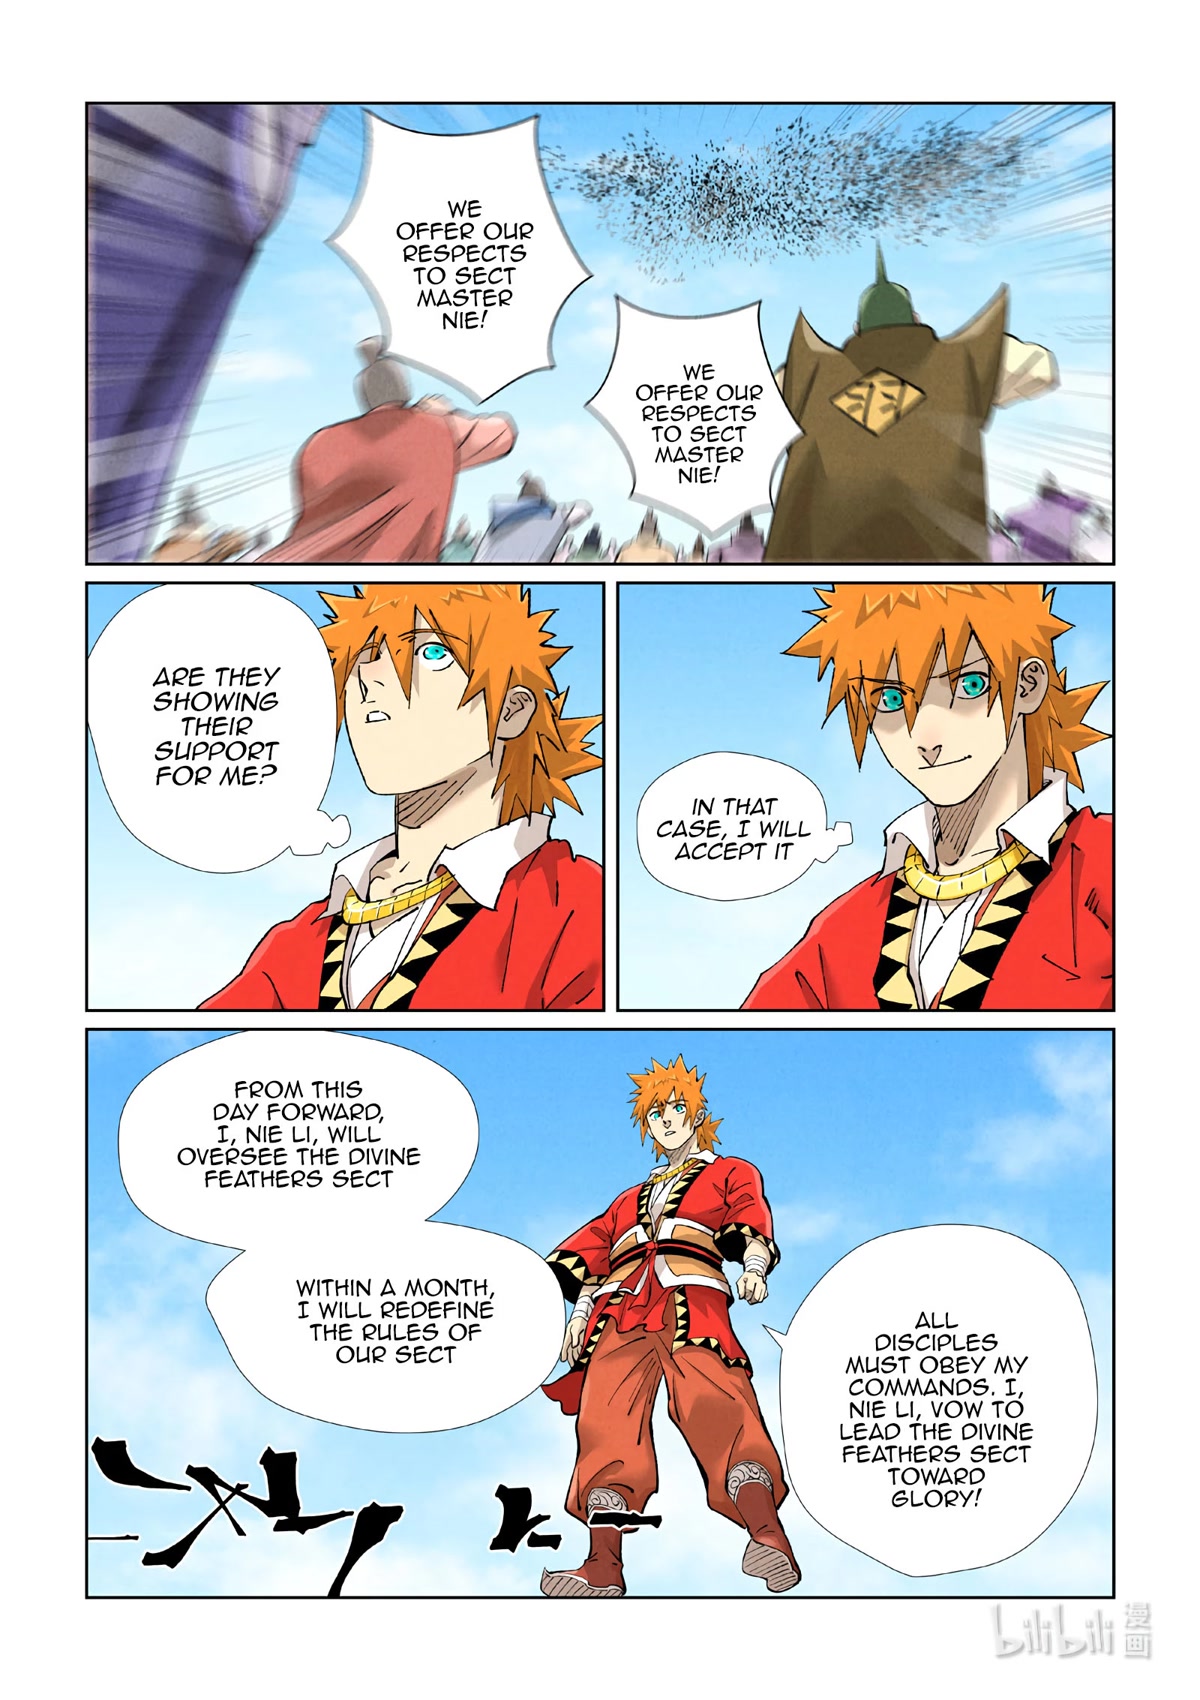 WE
OFFER OUR
RESPECTS
TO SECT
MASTER
NIE!
WE
OFFER OUR
RESPECTS
TO SECT
MASTER
NIE!
ARE THEY
SHOWING
THEIR
SUPPORT
FOR ME?
IN THAT
CASE, I WILL
ACCEPT IT
FROM THIS
DAY FORWARD,
I, NIE LI, WILL
OVERSEE THE DIVINE
FEATHERS SECT
WITHIN A MONTH,
I WILL REDEFINE
THE RULES OF
OUR SECT
ALL
DISCIPLES
MUST OBEY MY
COMMANDS. I,
NIE LI, VOW TO
LEAD THE DIVINE
FEATHERS SECT
TOWARD
GLORY!
bilibili 漫画